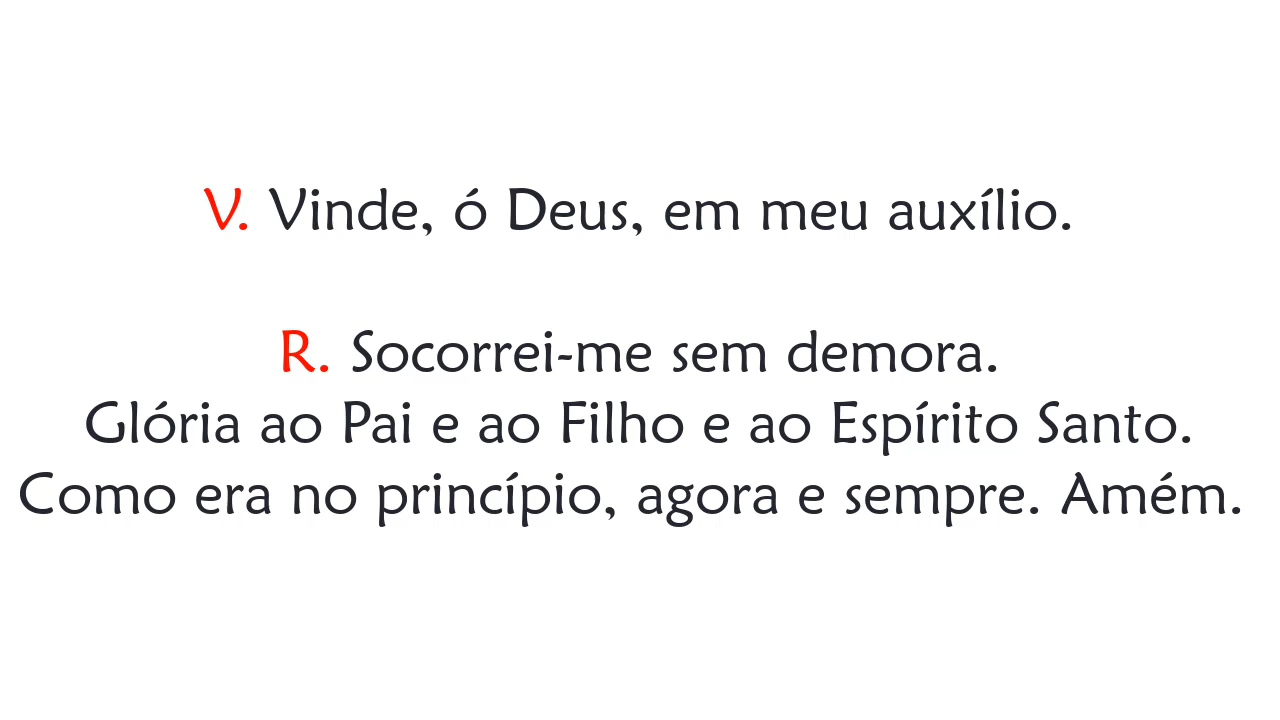 V. Vinde, ó Deus, em meu auxílio.
R. Socorrei-me sem demora.
Glória ao Pai e ao Filho e ao Espírito Santo.
Como era no princípio, agora e sempre. Amém.